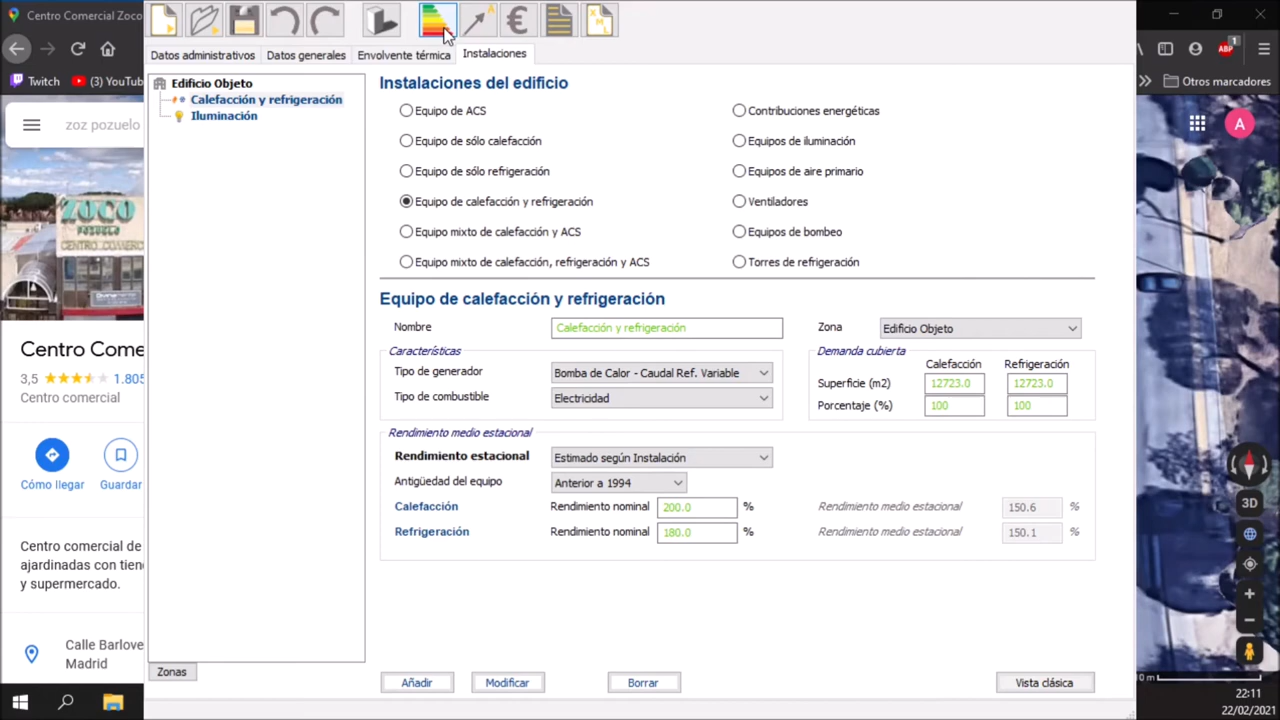 Centro Comercial Zoco
Twitch
(3) YouTub
Otros marcadores
ABP
1
A
€
X
M
L
Datos administrativos
Datos generales
Envolvente térmica
Instalaciones
Edificio Objeto
Calefacción y refrigeración
Iluminación
Zonas
Instalaciones del edificio
Equipo de ACS
Contribuciones energéticas
Equipo de sólo calefacción
Equipos de iluminación
Equipo de sólo refrigeración
Equipos de aire primario
Equipo de calefacción y refrigeración
Ventiladores
Equipo mixto de calefacción y ACS
Equipos de bombeo
Equipo mixto de calefacción, refrigeración y ACS
Torres de refrigeración
Equipo de calefacción y refrigeración
Nombre
Calefacción y refrigeración
Zona
Edificio Objeto
Características
Demanda cubierta
Tipo de generador
Bomba de Calor - Caudal Ref. Variable
Calefacción
Refrigeración
Superficie (m2)
12723.0
12723.0
Tipo de combustible
Electricidad
Porcentaje (%)
100
100
Rendimiento medio estacional
Rendimiento estacional
Estimado según Instalación
Antigüedad del equipo
Anterior a 1994
Calefacción
Rendimiento nominal
200.0
%
Rendimiento medio estacional
150.6
%
Refrigeración
Rendimiento nominal
180.0
%
Rendimiento medio estacional
150.1
%
Añadir
Modificar
Borrar
Vista clásica
zoz pozuelo
ZOCO
CENTRO COMERC
Centro Come
3,5
1.805
Centro comercial
Cómo llegar
Guardar
Centro comercial de
ajardinadas con tien
y supermercado.
Calle Barlove
Madrid
3D
A
22:11
22/02/2021